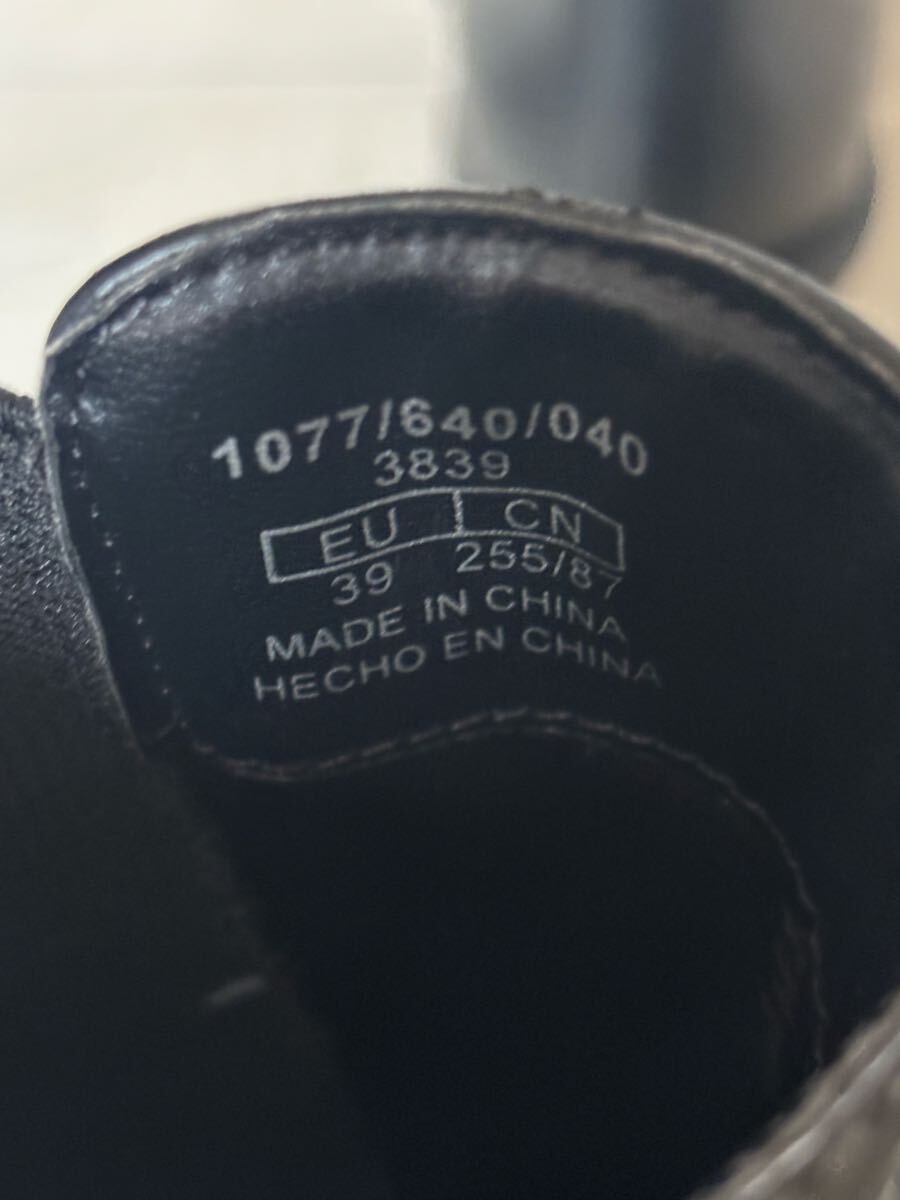 1077/640/040
3839
EU CN
39 255/87
MADE IN CHINA
HECHO EN CHINA